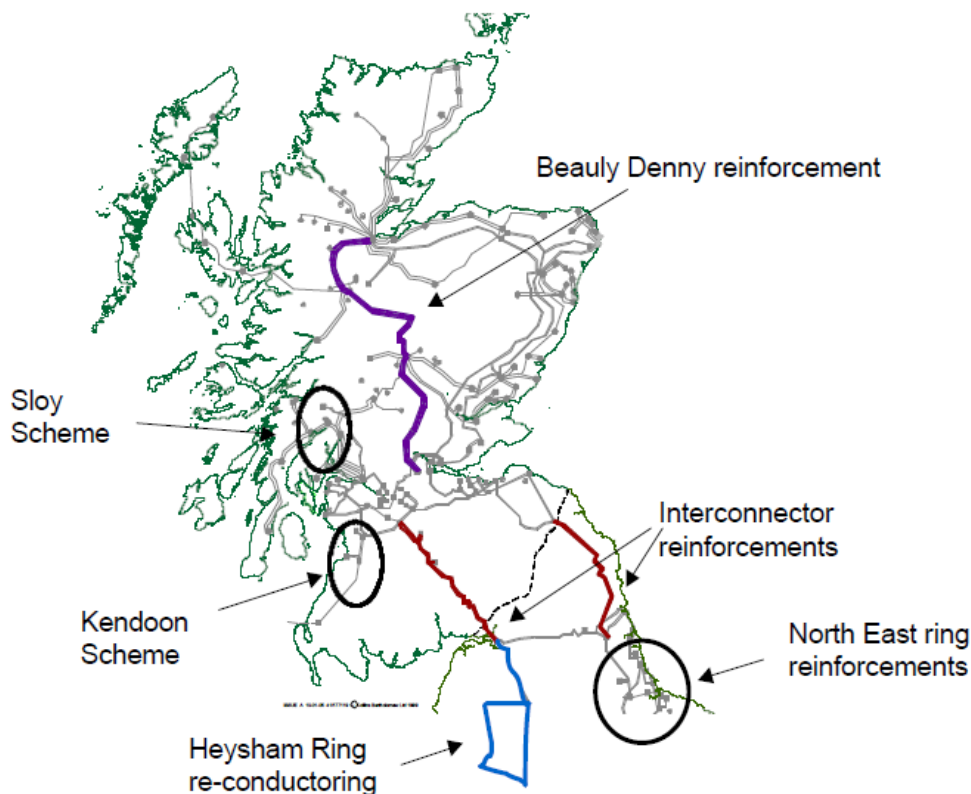 Beauly Denny reinforcement
Sloy
Scheme
Interconnector
reinforcements
Kendoon
Scheme
North East ring
reinforcements
Heysham Ring
re-conductoring